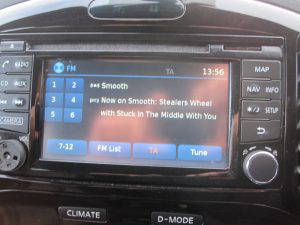 FM TA 13:56
RADIO MAP
1 2 Smooth
CD•AUX NAV INFO
3 4 Now on Smooth: Stealers Wheel
with Stuck In The Middle With You
SETUP
5 6
CAMERA
7-12 FM List TA Tune
CLIMATE D-MODE